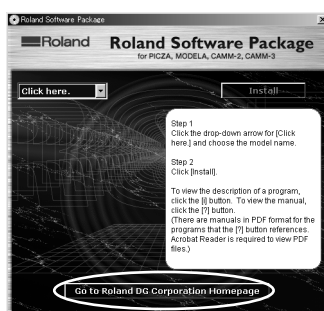 Roland Software Package
Roland
Roland Software Package
for PICZA, MODELA, CAMM-2, CAMM-3
Click here.
Install
Step 1
Click the drop-down arrow for [Click
here.] and choose the model name.
Step 2
Click [Install].
To view the description of a program,
click the [i] button. To view the manual,
click the [?] button.
(There are manuals in PDF format for the
programs that the [?] button references.
Acrobat Reader is required to view PDF
files.)
Go to Roland DG Corporation Homepage